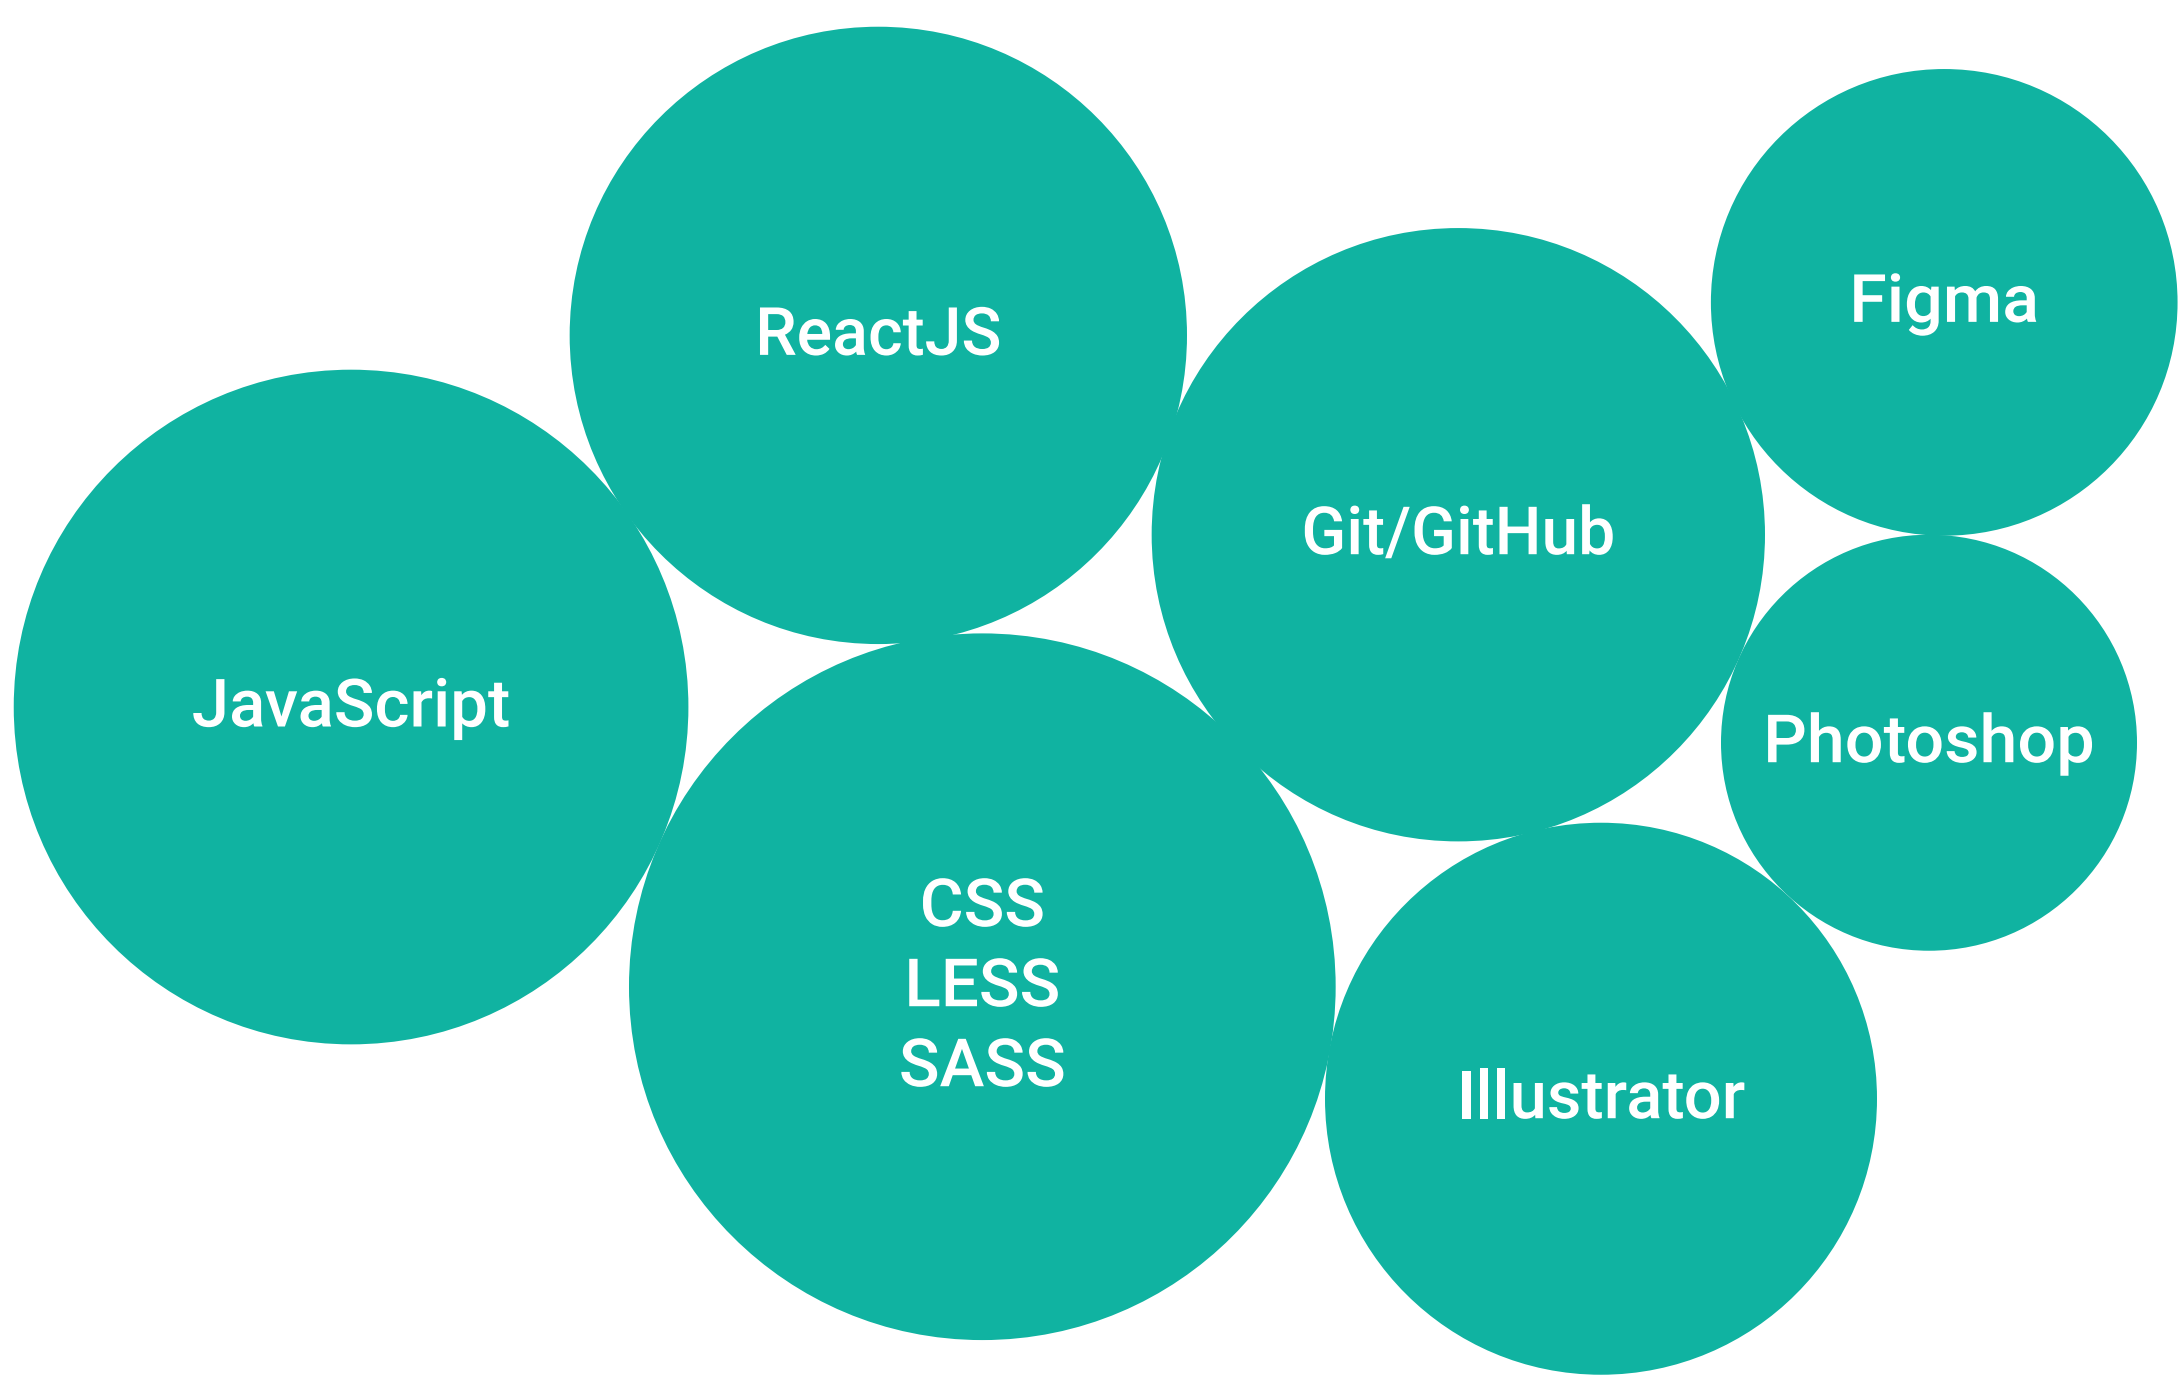 ReactJS
Figma
Git/GitHub
JavaScript
Photoshop
CSS
LESS
SASS
Illustrator